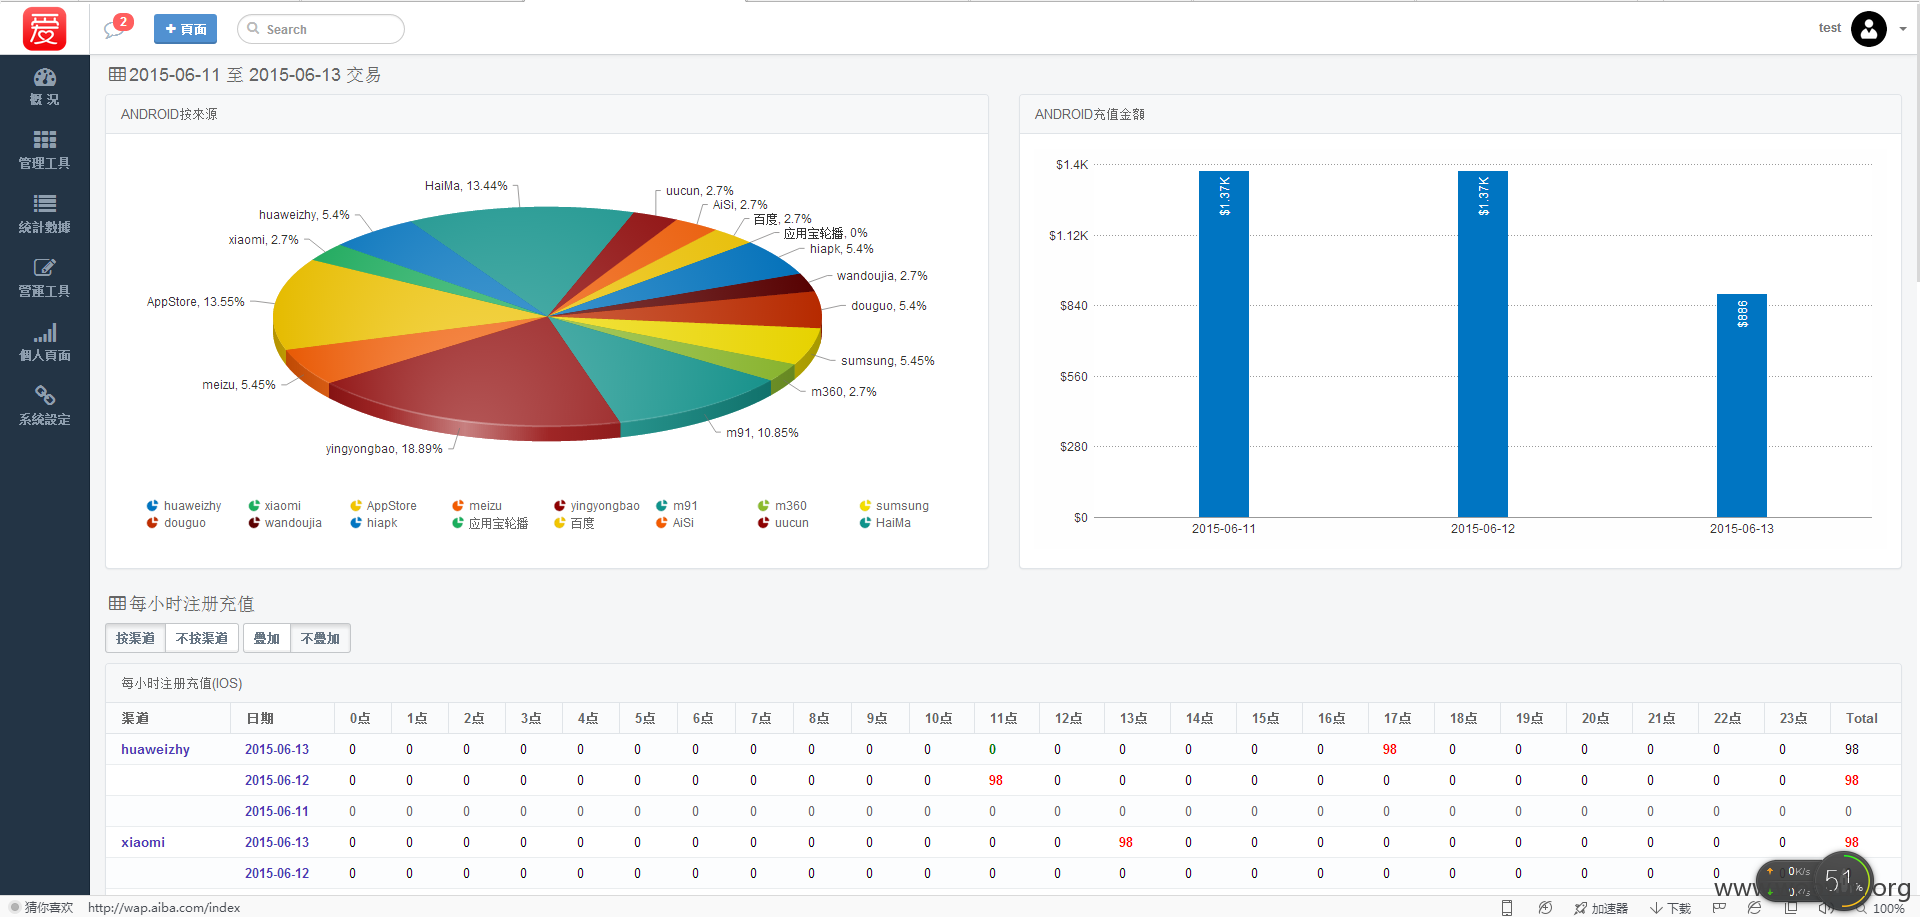 爱 2 ✚ 頁面 Search test
概 况
管理工具
統計數據
營運工具
個人頁面
系統設定
2015-06-11 至 2015-06-13 交易
ANDROID按來源
HaiMa, 13.44%
uucun, 2.7%
AiSi, 2.7%
百度, 2.7%
应用宝轮播, 0%
hiapk, 5.4%
wandoujia, 2.7%
douguo, 5.4%
sumsung, 5.45%
m360, 2.7%
m91, 10.85%
yingyongbao, 18.89%
meizu, 5.45%
AppStore, 13.55%
xiaomi, 2.7%
huaweizhy, 5.4%
huaweizhy xiaomi AppStore meizu yingyongbao m91 m360 sumsung
douguo wandoujia hiapk 应用宝轮播 百度 AiSi uucun HaiMa
ANDROID充值金額
$1.4K
$1.12K
$840
$560
$280
$0
$1.37K
$1.37K
$886
2015-06-11 2015-06-12 2015-06-13
每小时注册充值
按渠道 不按渠道 疊加 不疊加
每小时注册充值(IOS)
渠道 日期 0点 1点 2点 3点 4点 5点 6点 7点 8点 9点 10点 11点 12点 13点 14点 15点 16点 17点 18点 19点 20点 21点 22点 23点 Total
huaweizhy 2015-06-13 0 0 0 0 0 0 0 0 0 0 0 0 0 0 0 0 0 98 0 0 0 0 0 0 98
2015-06-12 0 0 0 0 0 0 0 0 0 0 0 98 0 0 0 0 0 0 0 0 0 0 0 0 98
2015-06-11 0 0 0 0 0 0 0 0 0 0 0 0 0 0 0 0 0 0 0 0 0 0 0 0 0
xiaomi 2015-06-13 0 0 0 0 0 0 0 0 0 0 0 0 0 98 0 0 0 0 0 0 0 0 0 0 98
2015-06-12 0 0 0 0 0 0 0 0 0 0 0 0 0 0 0 0 0 0 0 0 0 0 0 0
0K/s
0K/s
51%
猜你喜欢 http://wap.aiba.com/index 加速器 下载 100%